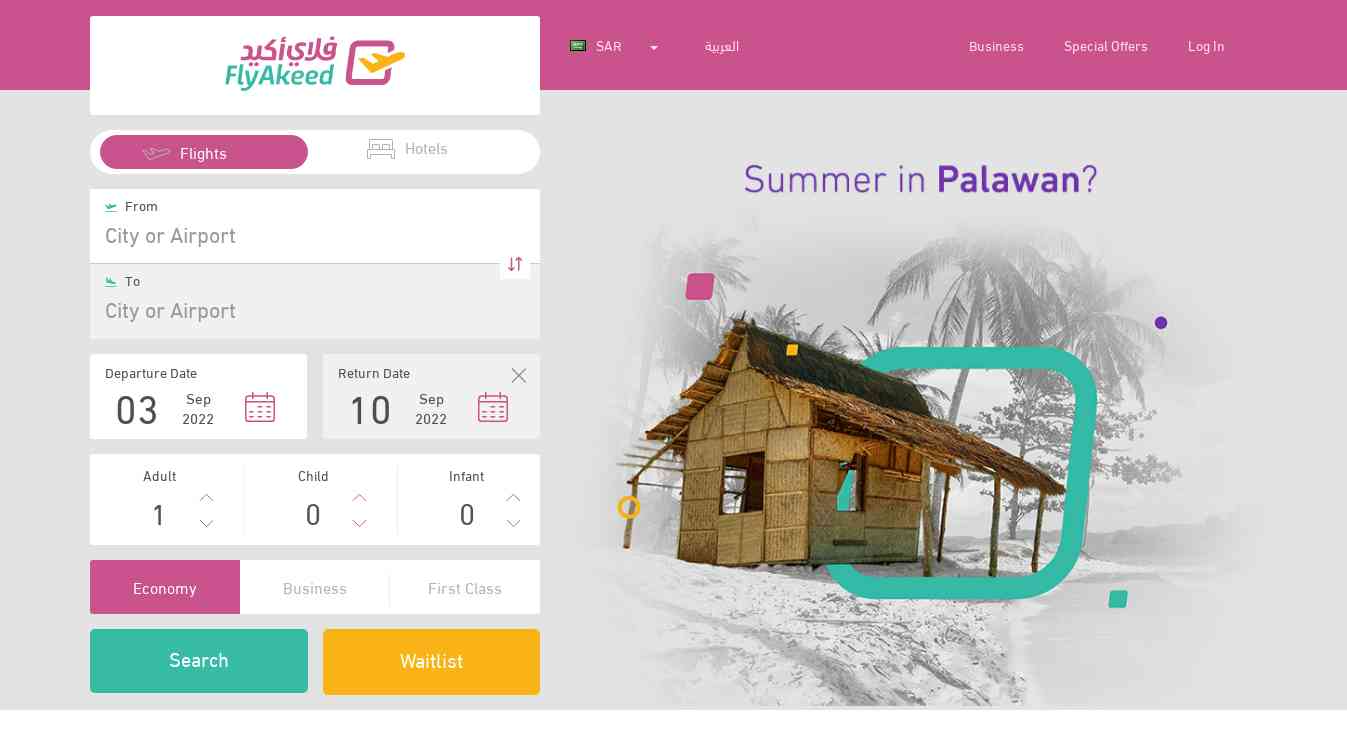 فلاي أكيد
FlyAkeed
SAR
العربية
Business
Special Offers
Log In
Flights
Hotels
From
City or Airport
To
City or Airport
Departure Date
03
Sep
2022
Return Date
10
Sep
2022
Adult
1
Child
0
Infant
0
Economy
Business
First Class
Search
Waitlist
Summer in Palawan?